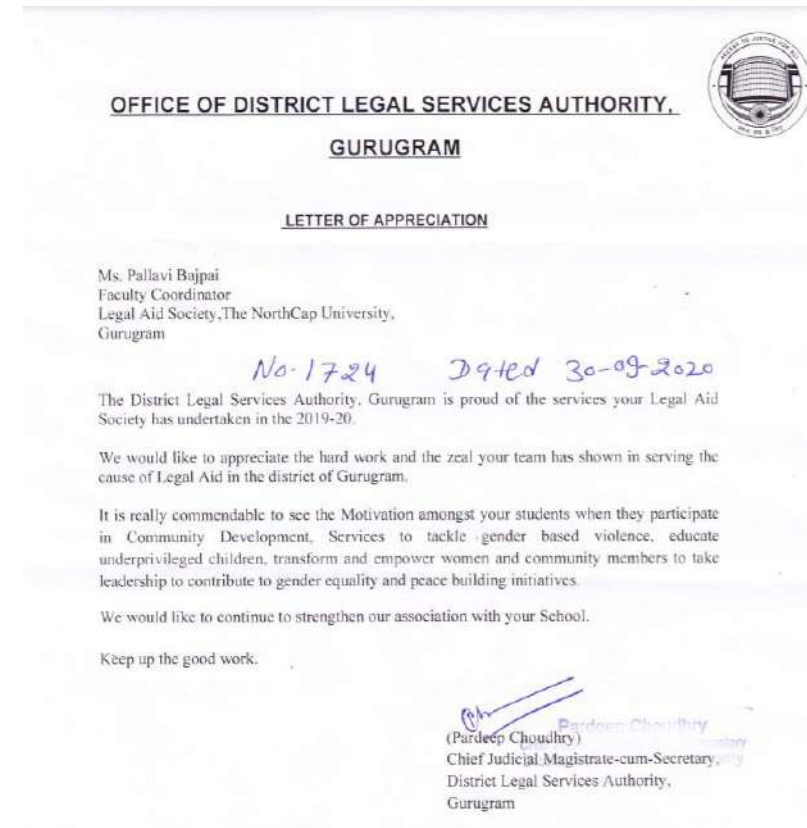 ACCESS TO JUSTICE FOR ALL
OFFICE OF DISTRICT LEGAL SERVICES AUTHORITY,
GURUGRAM
LETTER OF APPRECIATION
Ms. Pallavi Bajpai
Faculty Coordinator
Legal Aid Society,The NorthCap University,
Gurugram
No-1724 Dated 30-09-2020
The District Legal Services Authority, Gurugram is proud of the services your Legal Aid
Society has undertaken in the 2019-20.
We would like to appreciate the hard work and the zeal your team has shown in serving the
cause of Legal Aid in the district of Gurugram.
It is really commendable to see the Motivation amongst your students when they participate
in Community Development, Services to tackle gender based violence, educate
underprivileged children, transform and empower women and community members to take
leadership to contribute to gender equality and peace building initiatives.
We would like to continue to strengthen our association with your School.
Keep up the good work.
Pardeep Choudhry
(Pardeep Choudhry)
Chief Judicial Magistrate-cum-Secretary,
District Legal Services Authority,
Gurugram